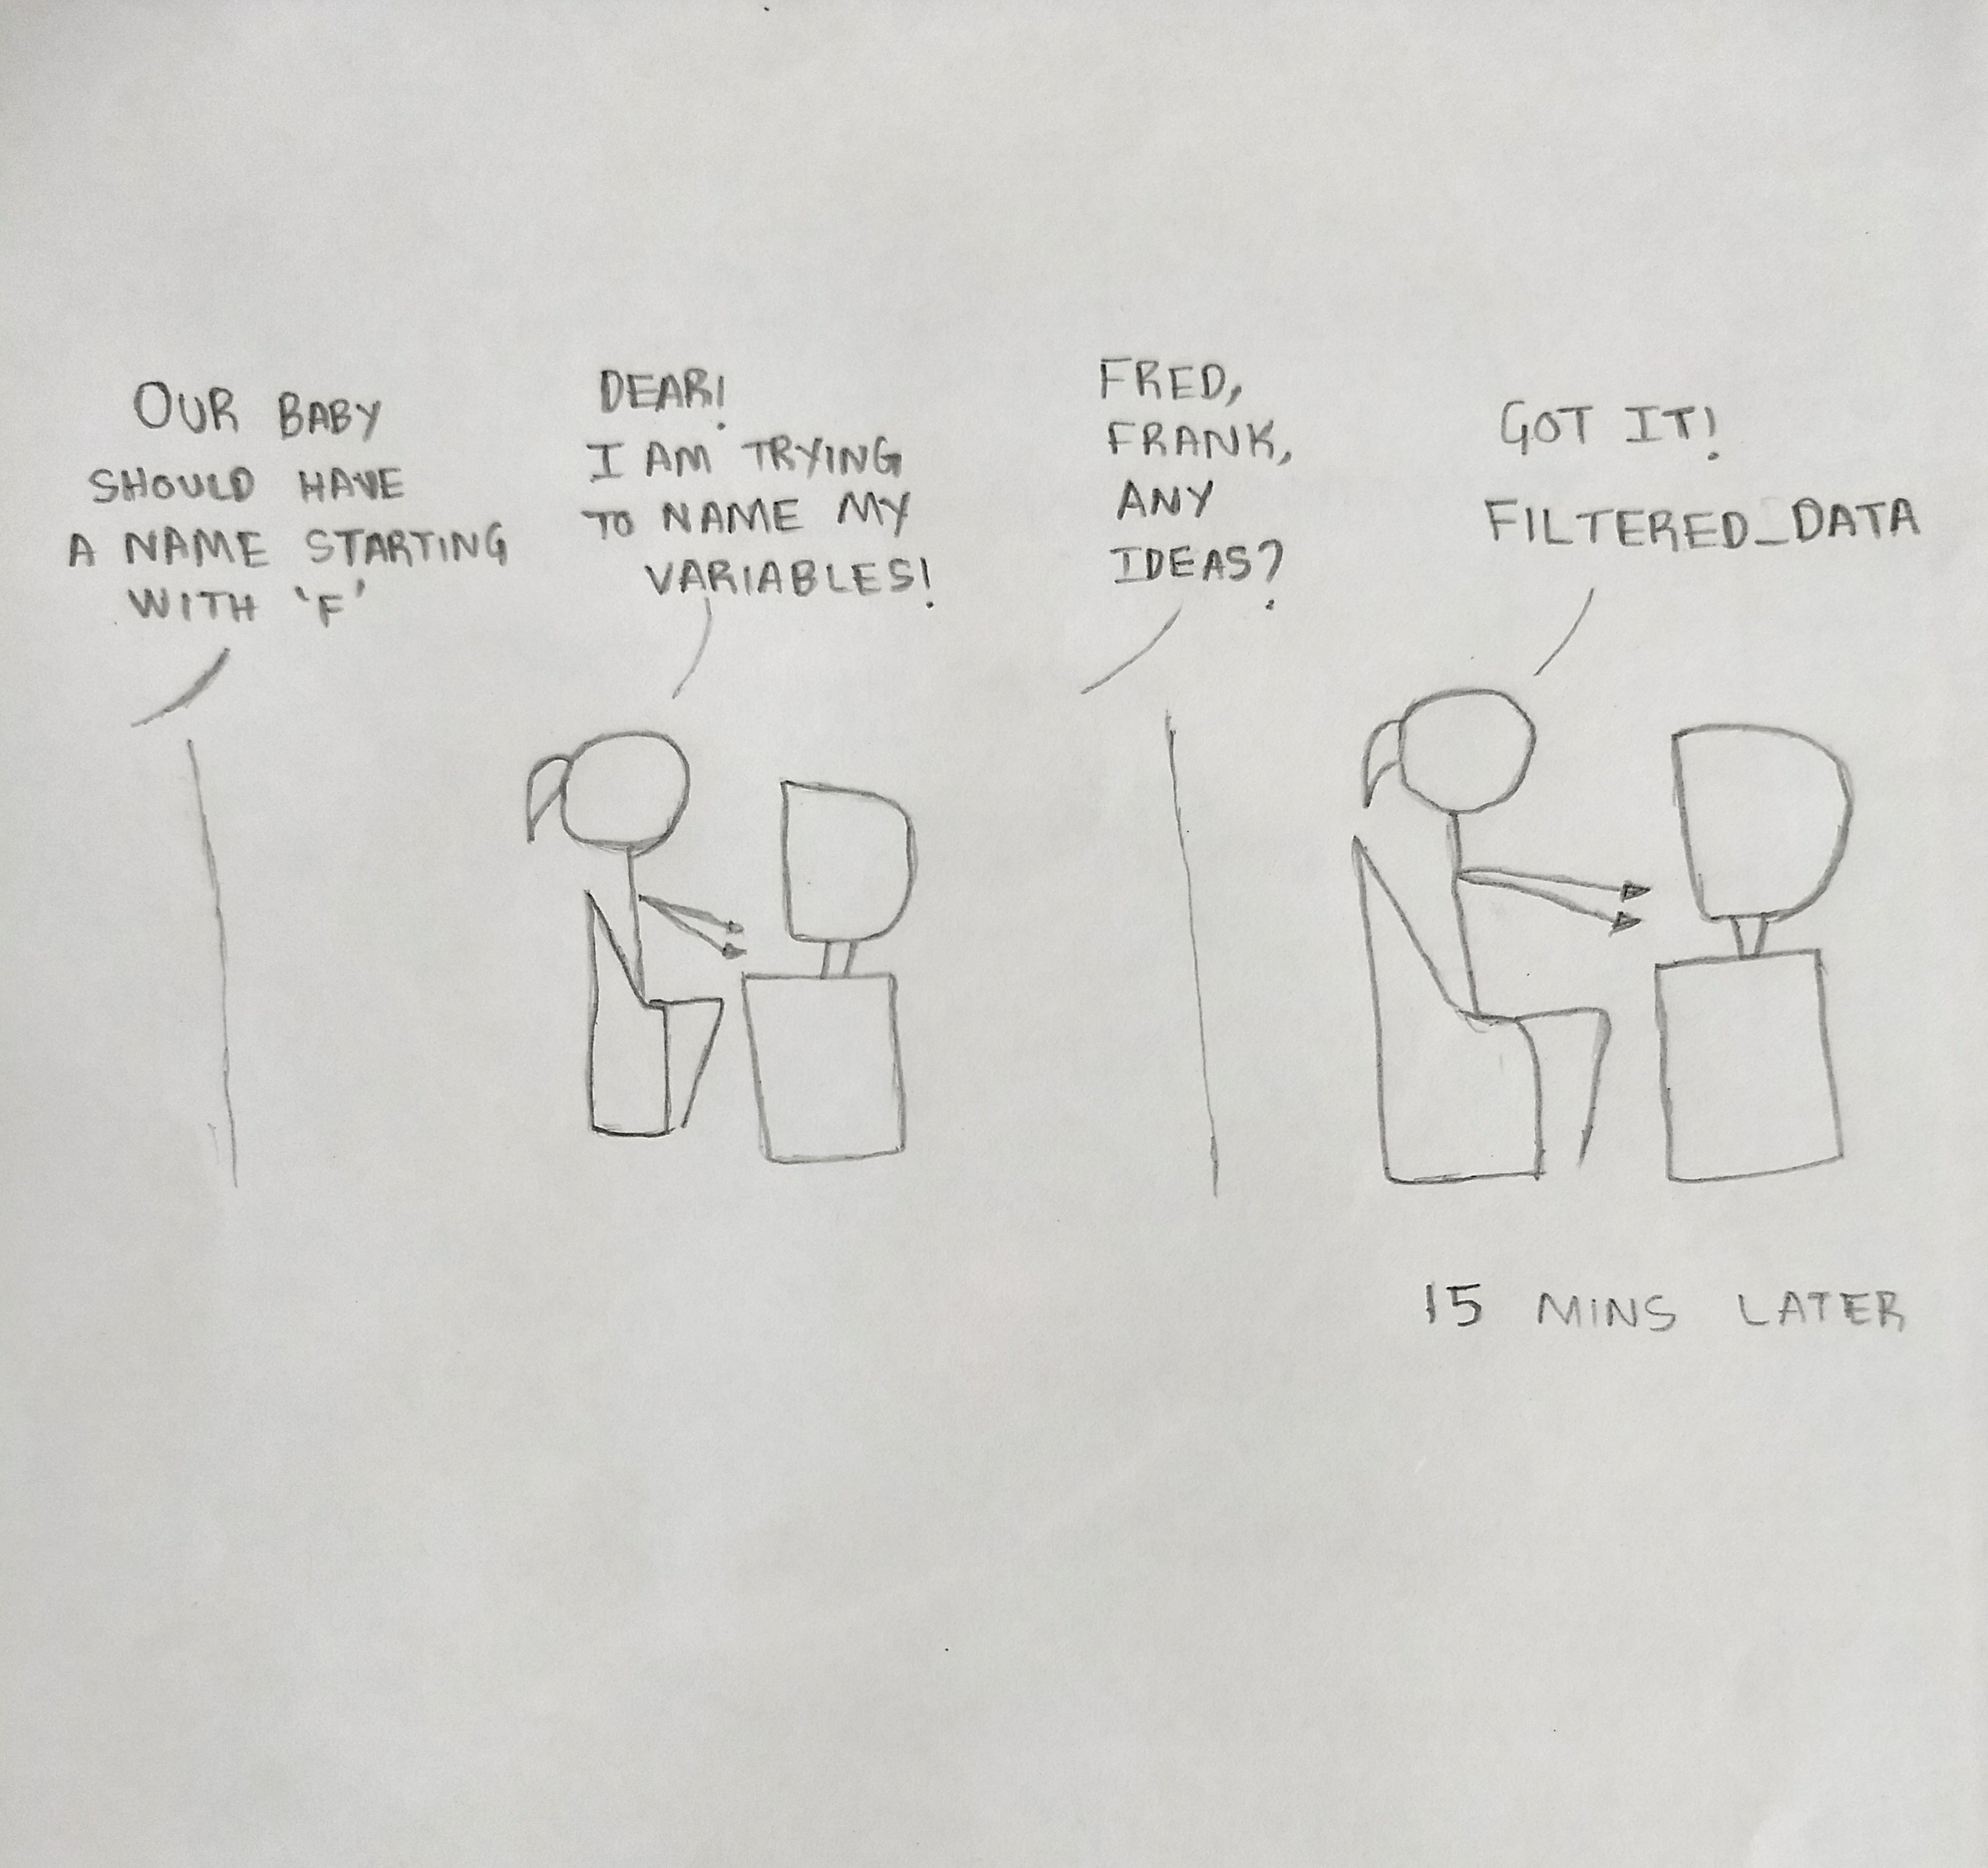 OUR BABY
SHOULD HAVE
A NAME STARTING
WITH 'F'
DEAR!
I AM TRYING
TO NAME MY
VARIABLES!
FRED,
FRANK,
ANY
IDEAS?
GOT IT!
FILTERED_DATA
15 MINS LATER